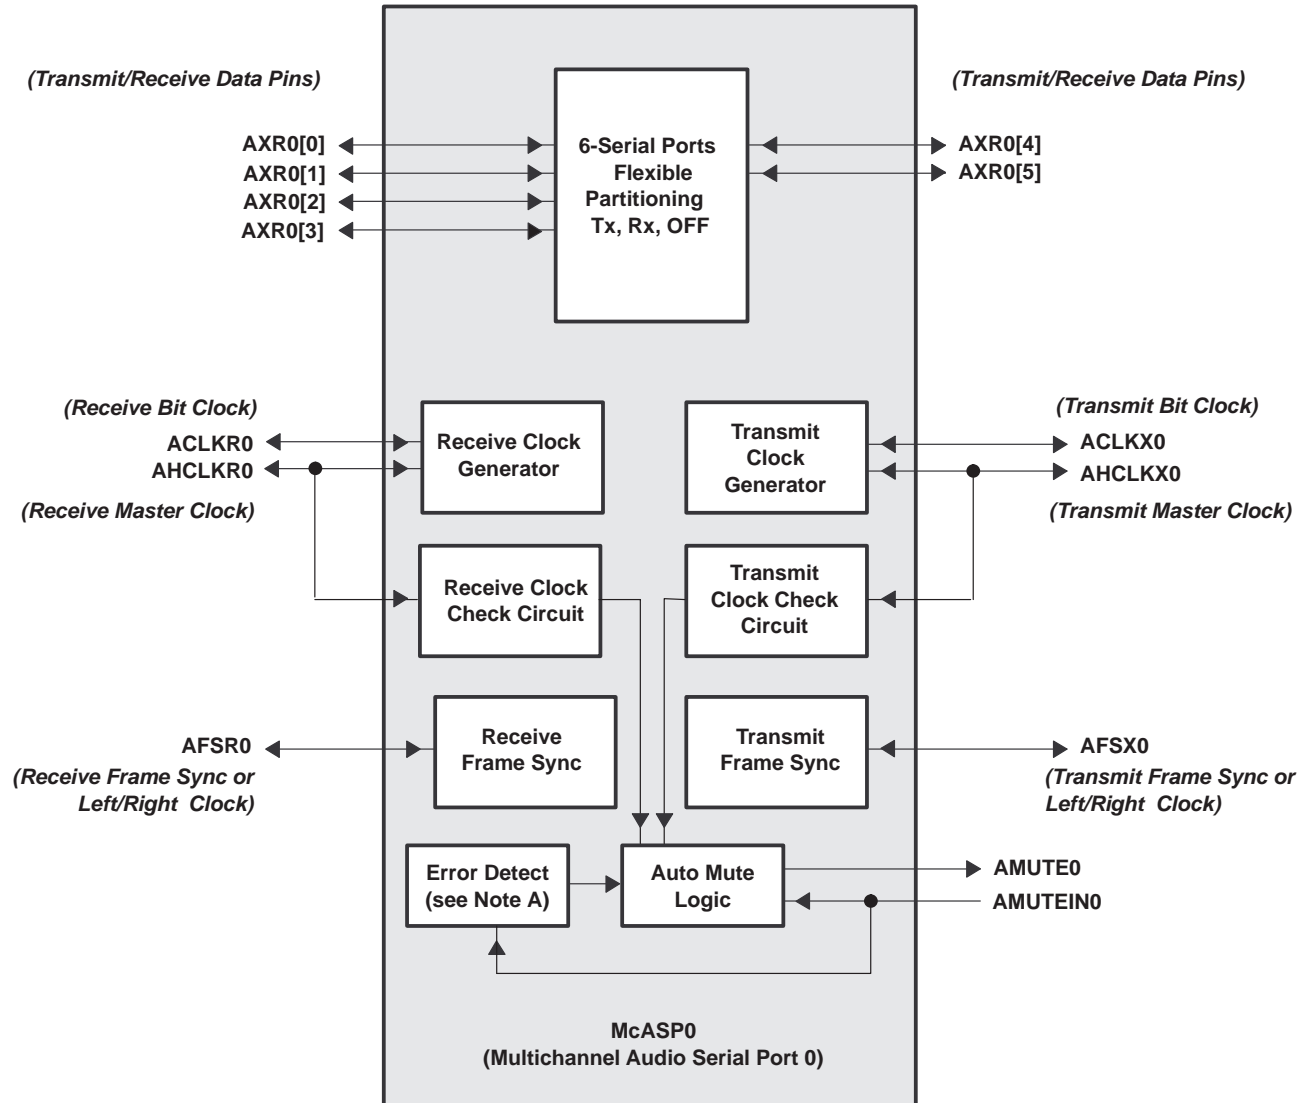 (Transmit/Receive Data Pins)
(Transmit/Receive Data Pins)
AXR0[0]
AXR0[1]
AXR0[2]
AXR0[3]
6-Serial Ports
Flexible
Partitioning
Tx, Rx, OFF
AXR0[4]
AXR0[5]
(Receive Bit Clock)
ACLKR0
AHCLKR0
(Receive Master Clock)
Receive Clock
Generator
Transmit
Clock
Generator
(Transmit Bit Clock)
ACLKX0
AHCLKX0
(Transmit Master Clock)
Receive Clock
Check Circuit
Transmit
Clock Check
Circuit
AFSR0
(Receive Frame Sync or
Left/Right Clock)
Receive
Frame Sync
Transmit
Frame Sync
AFSX0
(Transmit Frame Sync or
Left/Right Clock)
Error Detect
(see Note A)
Auto Mute
Logic
AMUTE0
AMUTEIN0
McASP0
(Multichannel Audio Serial Port 0)